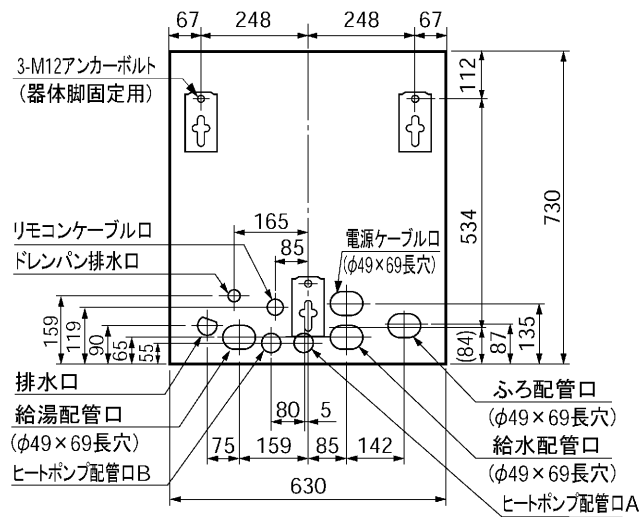 67
248
248
67
3-M12アンカーボルト
(器体脚固定用)
112
534
730
リモコンケーブル口
ドレンパン排水口
165
85
電源ケーブル口
(φ49×69長穴)
159
119
90
65
55
(84)
87
135
排水口
給湯配管口
(φ49×69長穴)
ヒートポンプ配管口B
80
5
75
159
85
142
ふろ配管口
(φ49×69長穴)
給水配管口
(φ49×69長穴)
ヒートポンプ配管口A
630